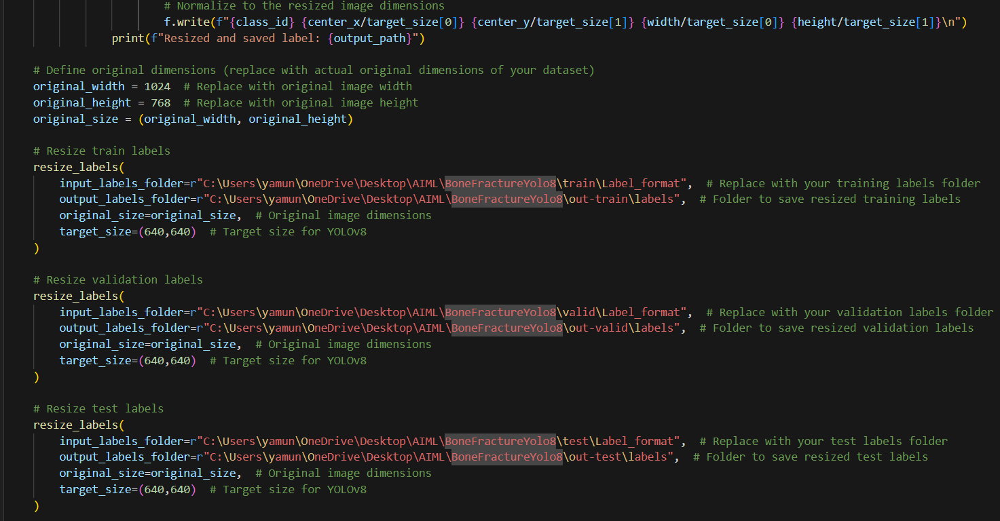 # Normalize to the resized image dimensions
f.write(f"{class_id} {center_x/target_size[0]} {center_y/target_size[1]} {width/target_size[0]} {height/target_size[1]}\n")
print(f"Resized and saved label: {output_path}")
# Define original dimensions (replace with actual original dimensions of your dataset)
original_width = 1024  # Replace with original image width
original_height = 768  # Replace with original image height
original_size = (original_width, original_height)
# Resize train labels
resize_labels(
input_labels_folder=r"C:\Users\yamun\OneDrive\Desktop\AIML\BoneFractureYolo8\train\Label_format",  # Replace with your training labels folder
output_labels_folder=r"C:\Users\yamun\OneDrive\Desktop\AIML\BoneFractureYolo8\out-train\labels",  # Folder to save resized training labels
original_size=original_size,  # Original image dimensions
target_size=(640,640)  # Target size for YOLOv8
)
# Resize validation labels
resize_labels(
input_labels_folder=r"C:\Users\yamun\OneDrive\Desktop\AIML\BoneFractureYolo8\valid\Label_format",  # Replace with your validation labels folder
output_labels_folder=r"C:\Users\yamun\OneDrive\Desktop\AIML\BoneFractureYolo8\out-valid\labels",  # Folder to save resized validation labels
original_size=original_size,  # Original image dimensions
target_size=(640,640)  # Target size for YOLOv8
)
# Resize test labels
resize_labels(
input_labels_folder=r"C:\Users\yamun\OneDrive\Desktop\AIML\BoneFractureYolo8\test\Label_format",  # Replace with your test labels folder
output_labels_folder=r"C:\Users\yamun\OneDrive\Desktop\AIML\BoneFractureYolo8\out-test\labels",  # Folder to save resized test labels
original_size=original_size,  # Original image dimensions
target_size=(640,640)  # Target size for YOLOv8
)